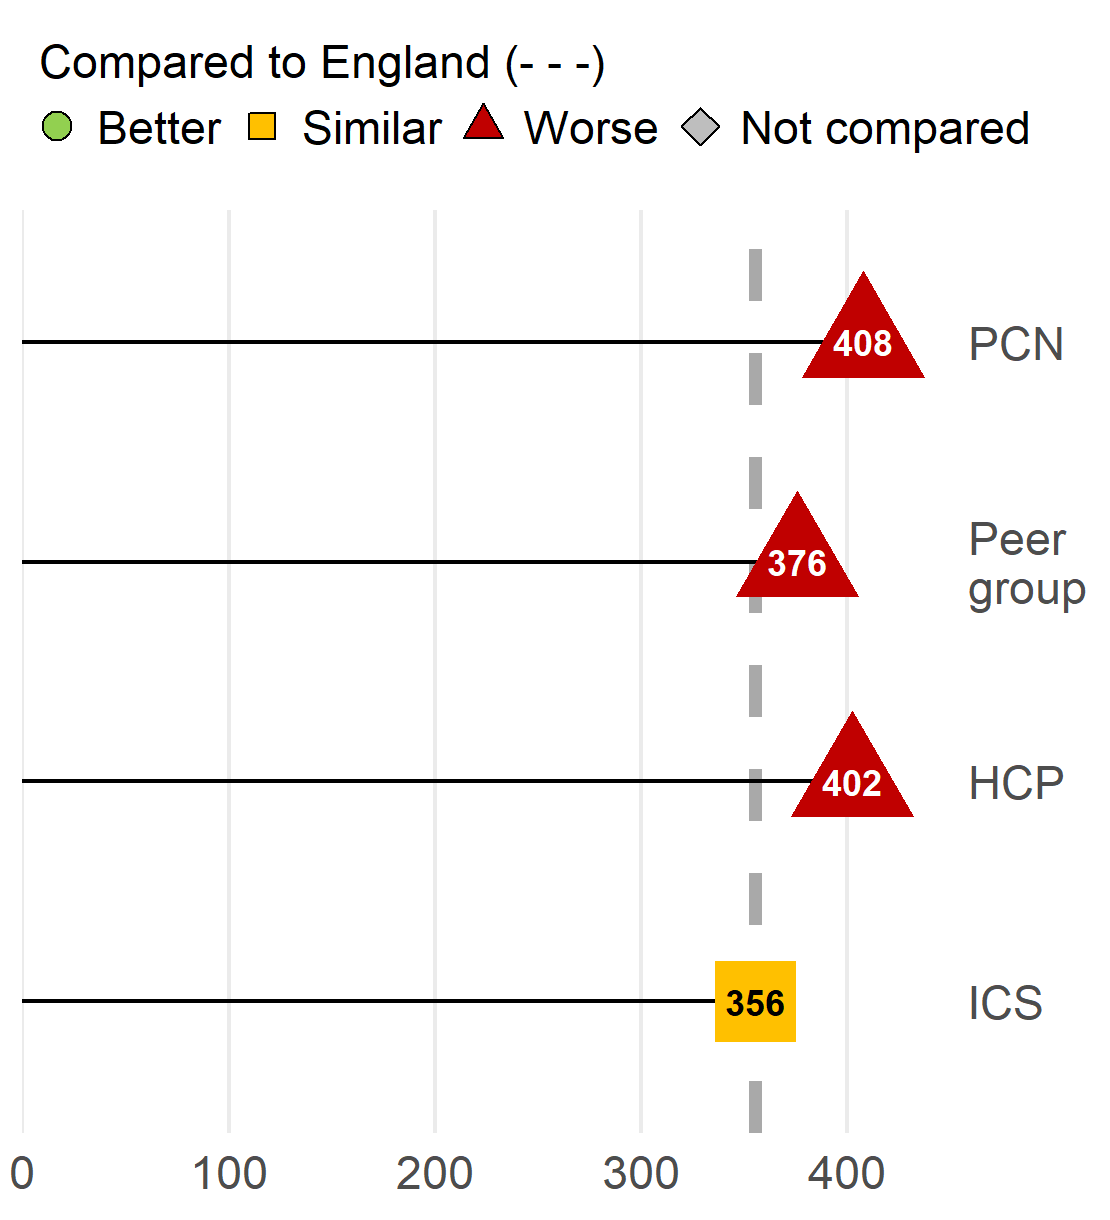 Compared to England (- - -)
Better Similar Worse Not compared
408 PCN
376 Peer
group
402 HCP
356 ICS
0 100 200 300 400